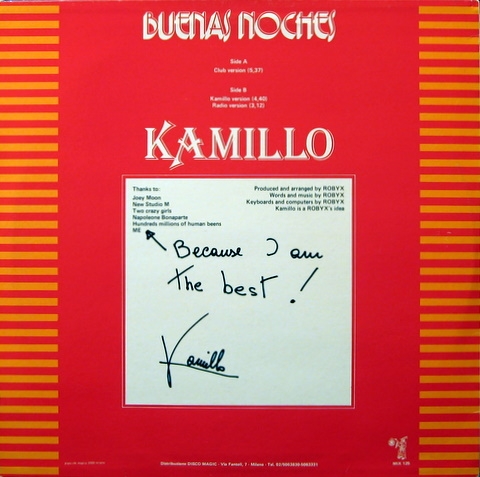 BUENAS NOCHES
Side A
Club version (5,37)
Side B
Kamillo version (4,40)
Radio version (3,12)
KAMILLO
Thanks to:
Joey Moon
New Studio M
Two crazy girls
Napoleone Bonaparte
Hundreds millions of human beens
ME
Produced and arranged by ROBYX
Words and music by ROBYX
Keyboards and computers by ROBYX
Kamillo is a ROBYX's idea
Because I am
The best!
Kamillo
Distribuzione DISCO MAGIC - Via Fantoli, 7 - Milano - Tel.
MIX 126